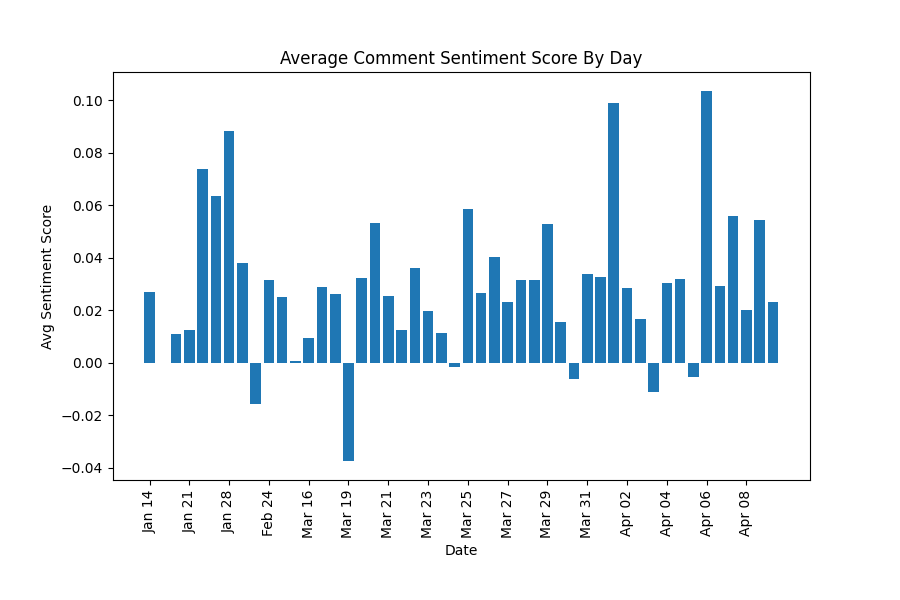 Average Comment Sentiment Score By Day
Avg Sentiment Score
0.10
0.08
0.06
0.04
0.02
0.00
−0.02
−0.04
Jan 14
Jan 21
Jan 28
Feb 24
Mar 16
Mar 19
Mar 21
Mar 23
Mar 25
Mar 27
Mar 29
Mar 31
Apr 02
Apr 04
Apr 06
Apr 08
Date